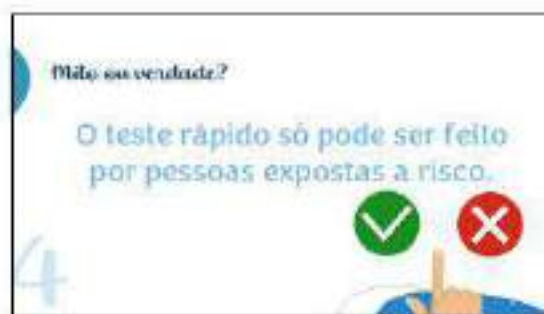 Mito ou verdade?
O teste rápido só pode ser feito
por pessoas expostas a risco.
4